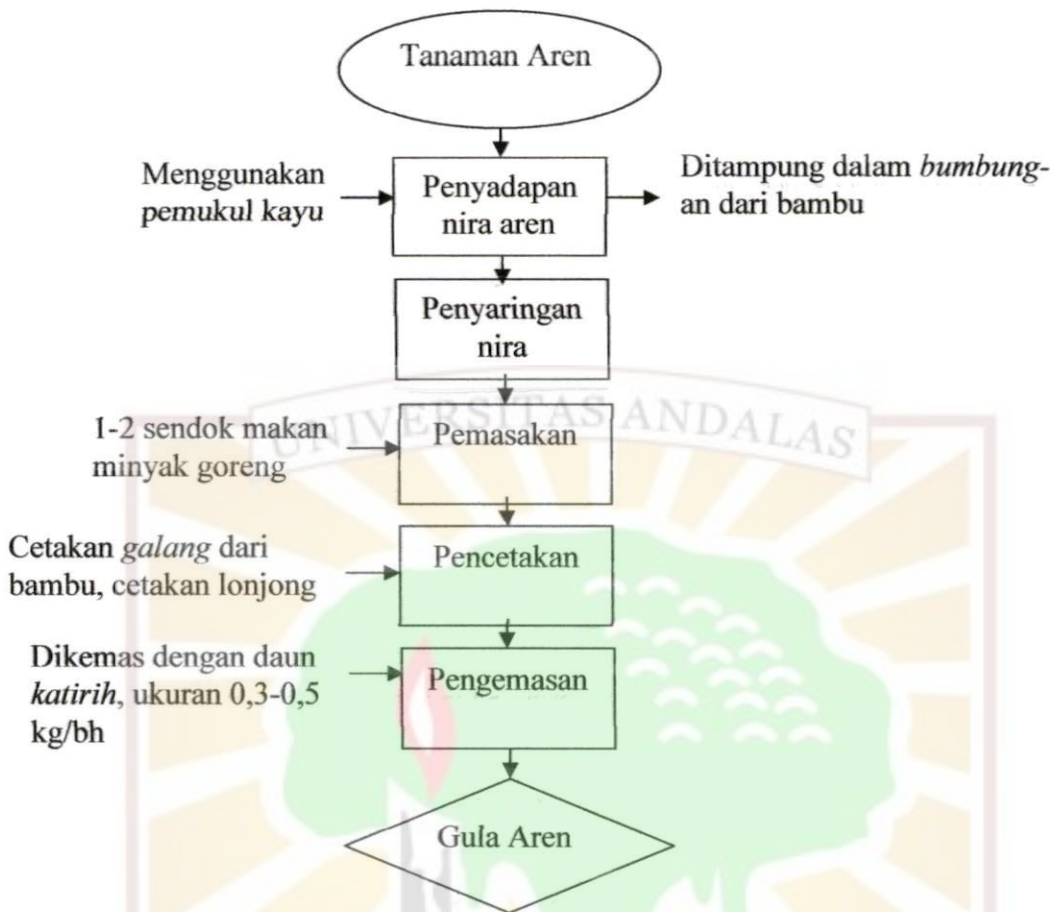 Tanaman Aren
Menggunakan
pemukul kayu
Penyadapan
nira aren
Ditampung dalam bumbung-
an dari bambu
Penyaringan
nira
UNIVERSITAS ANDALAS
1-2 sendok makan
minyak goreng
Pemasakan
Cetakan galang dari
bambu, cetakan lonjong
Pencetakan
Dikemas dengan daun
katirih, ukuran 0,3-0,5
kg/bh
Pengemasan
Gula Aren